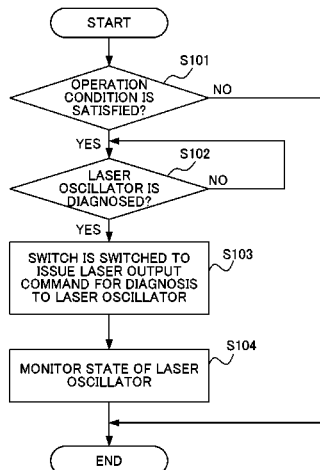 START
S101
OPERATION
CONDITION IS
SATISFIED?
NO
YES
S102
LASER
OSCILLATOR IS
DIAGNOSED?
NO
YES
S103
SWITCH IS SWITCHED TO
ISSUE LASER OUTPUT
COMMAND FOR DIAGNOSIS
TO LASER OSCILLATOR
S104
MONITOR STATE OF LASER
OSCILLATOR
END